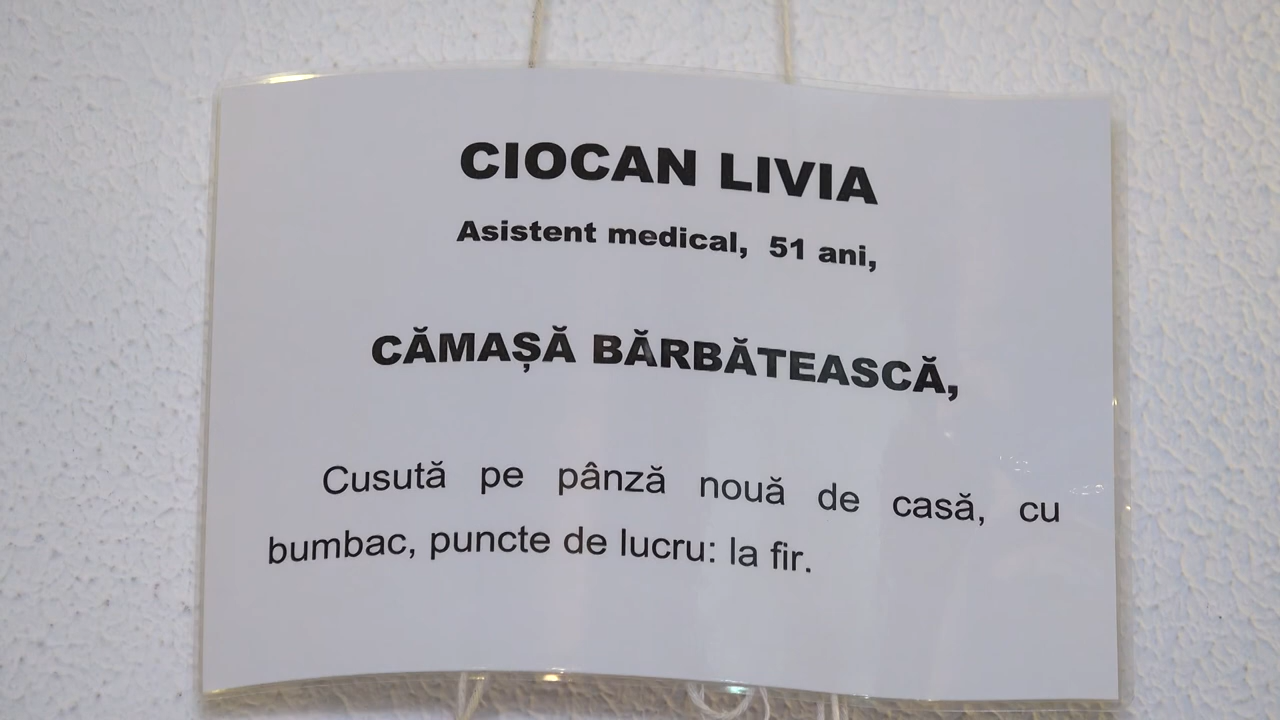 CIOCAN LIVIA
Asistent medical, 51 ani,
CĂMAȘĂ BĂRBĂTEASCĂ,
Cusută pe pânză nouă de casă, cu
bumbac, puncte de lucru: la fir.